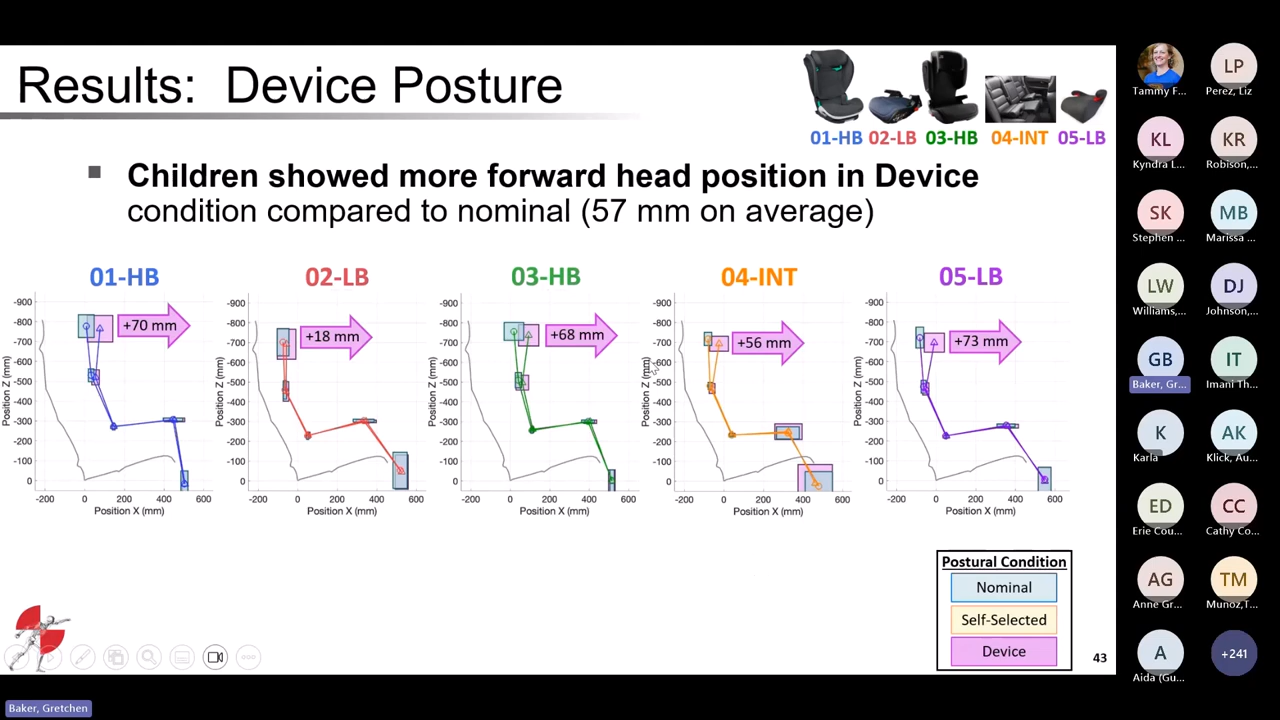 Results: Device Posture
01-HB 02-LB 03-HB 04-INT 05-LB
Children showed more forward head position in Device
condition compared to nominal (57 mm on average)
01-HB
02-LB
03-HB
04-INT
05-LB
+70 mm
+18 mm
+68 mm
+56 mm
+73 mm
Position Z (mm)
-900
-800
-700
-600
-500
-400
-300
-200
-100
0
-200 0 200 400 600
Position X (mm)
Position Z (mm)
-900
-800
-700
-600
-500
-400
-300
-200
-100
0
-200 0 200 400 600
Position X (mm)
Position Z (mm)
-900
-800
-700
-600
-500
-400
-300
-200
-100
0
-200 0 200 400 600
Position X (mm)
Position Z (mm)
-900
-800
-700
-600
-500
-400
-300
-200
-100
0
-200 0 200 400 600
Position X (mm)
Position Z (mm)
-900
-800
-700
-600
-500
-400
-300
-200
-100
0
-200 0 200 400 600
Position X (mm)
Postural Condition
Nominal
Self-Selected
Device
43
Tammy F...
LP
Perez, Liz
KL
Kyndra L...
KR
Robison,...
SK
Stephen ...
MB
Marissa ...
LW
Williams,...
DJ
Johnson,...
GB
Baker, Gr...
IT
Imani Th...
K
Karla
AK
Klick, Au...
ED
Erie Cou...
CC
Cathy Co...
AG
Anne Gr...
TM
Munoz,T...
A
Aida (Gu...
+241
Baker, Gretchen